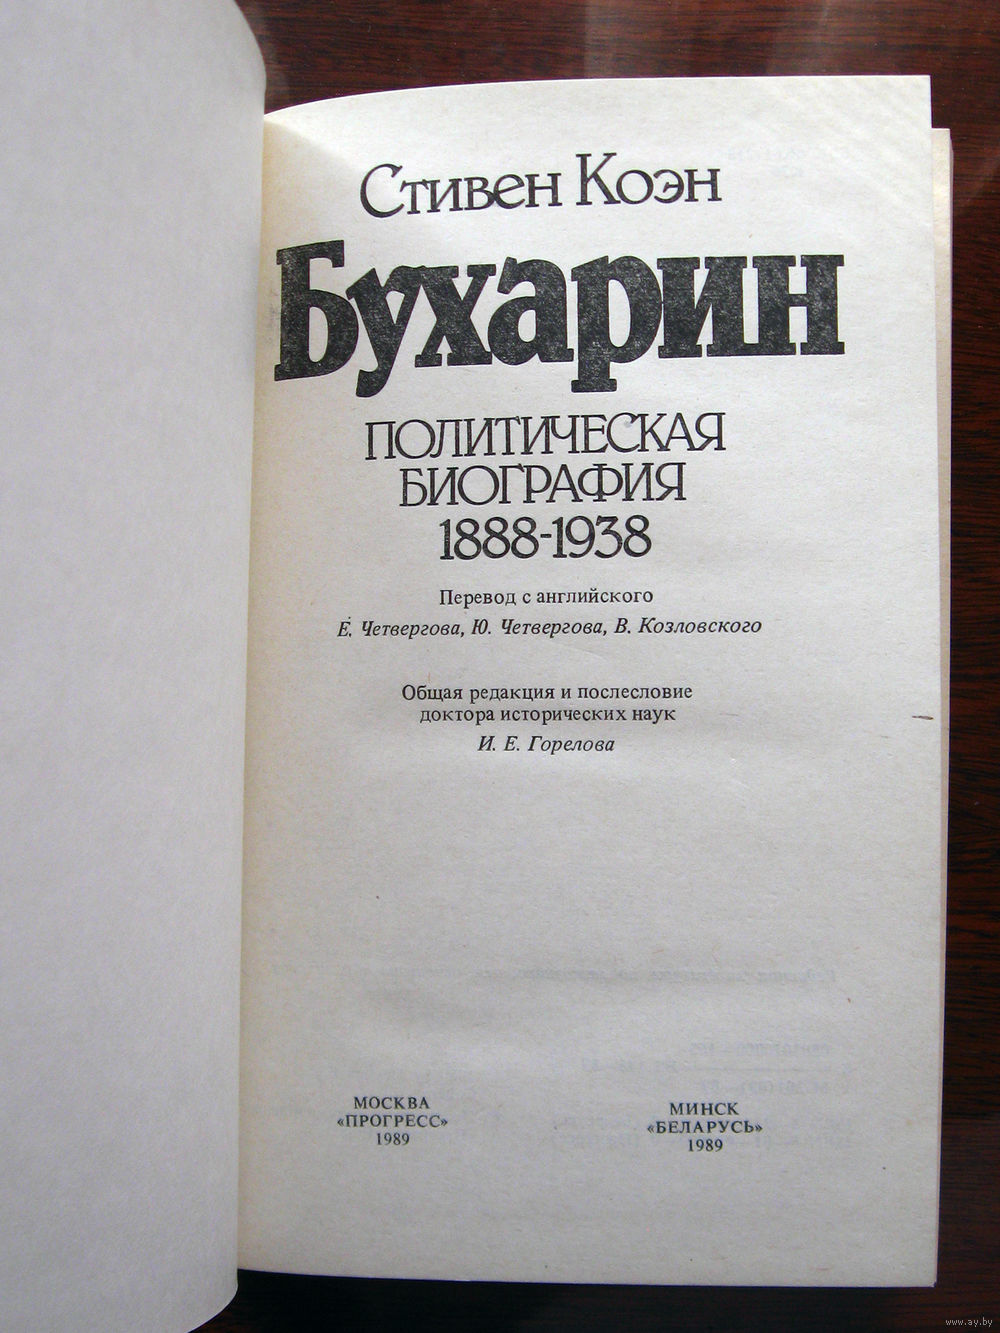 Стивен Коэн
Бухарин
ПОЛИТИЧЕСКАЯ
БИОГРАФИЯ
1888-1938
Перевод с английского
Е. Четвергова, Ю. Четвергова, В. Козловского
Общая редакция и послесловие
доктора исторических наук
И. Е. Горелова
МОСКВА
«ПРОГРЕСС»
1989
МИНСК
«БЕЛАРУСЬ»
1989
www.ay.by